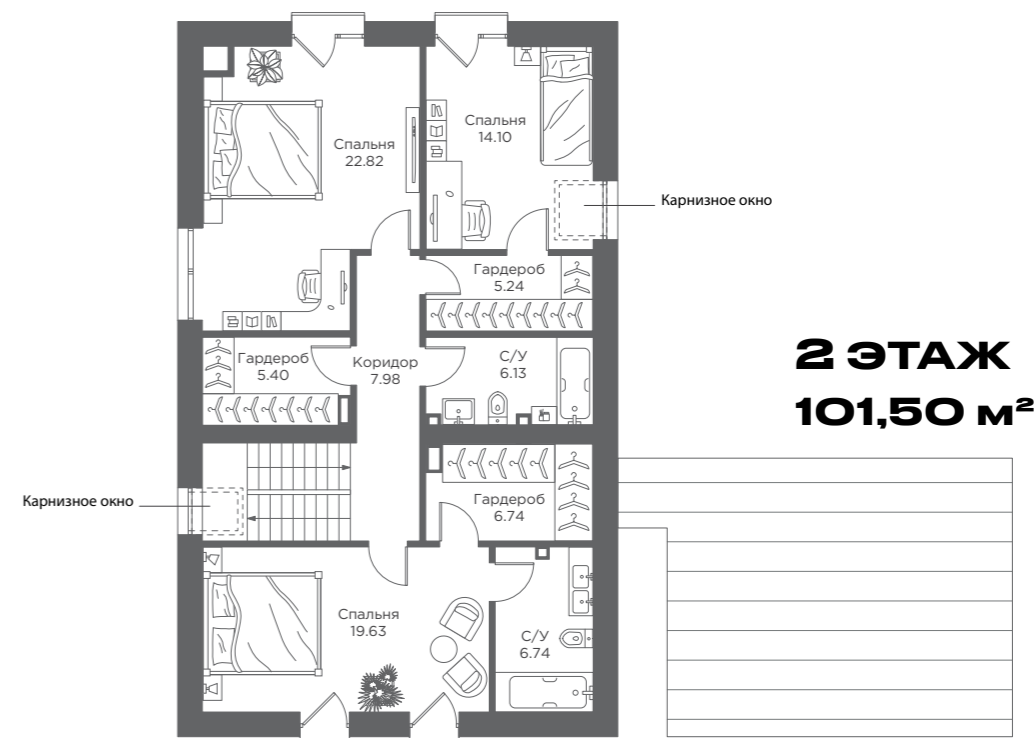 Спальня
22.82
Спальня
14.10
Карнизное окно
Гардероб
5.24
Гардероб
5.40
Коридор
7.98
С/У
6.13
2 ЭТАЖ
101,50 м²
Карнизное окно
Гардероб
6.74
Спальня
19.63
С/У
6.74